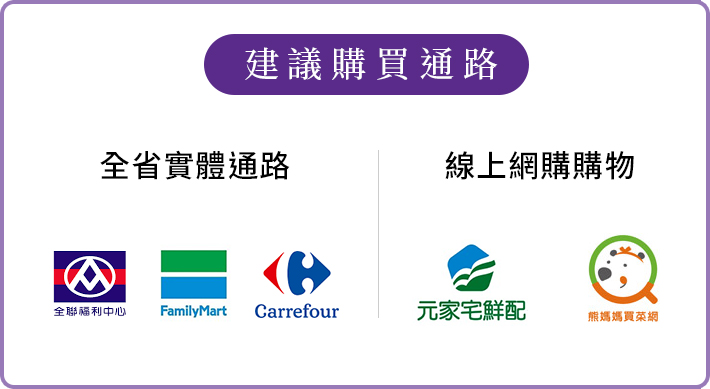 建議購買通路
全省實體通路
線上網購購物
全聯福利中心
FamilyMart
Carrefour
元家宅鮮配
熊媽媽買菜網